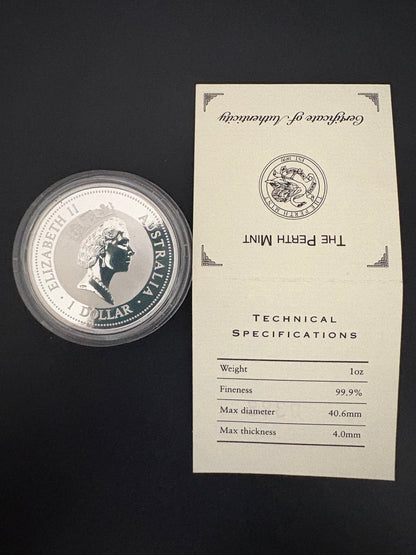 ELIZABETH II AUSTRALIA
· 1 DOLLAR ·
Certificate of Authenticity
THE PERTH MINT
TECHNICAL
SPECIFICATIONS
Weight 1oz
Fineness 99.9%
Max diameter 40.6mm
Max thickness 4.0mm